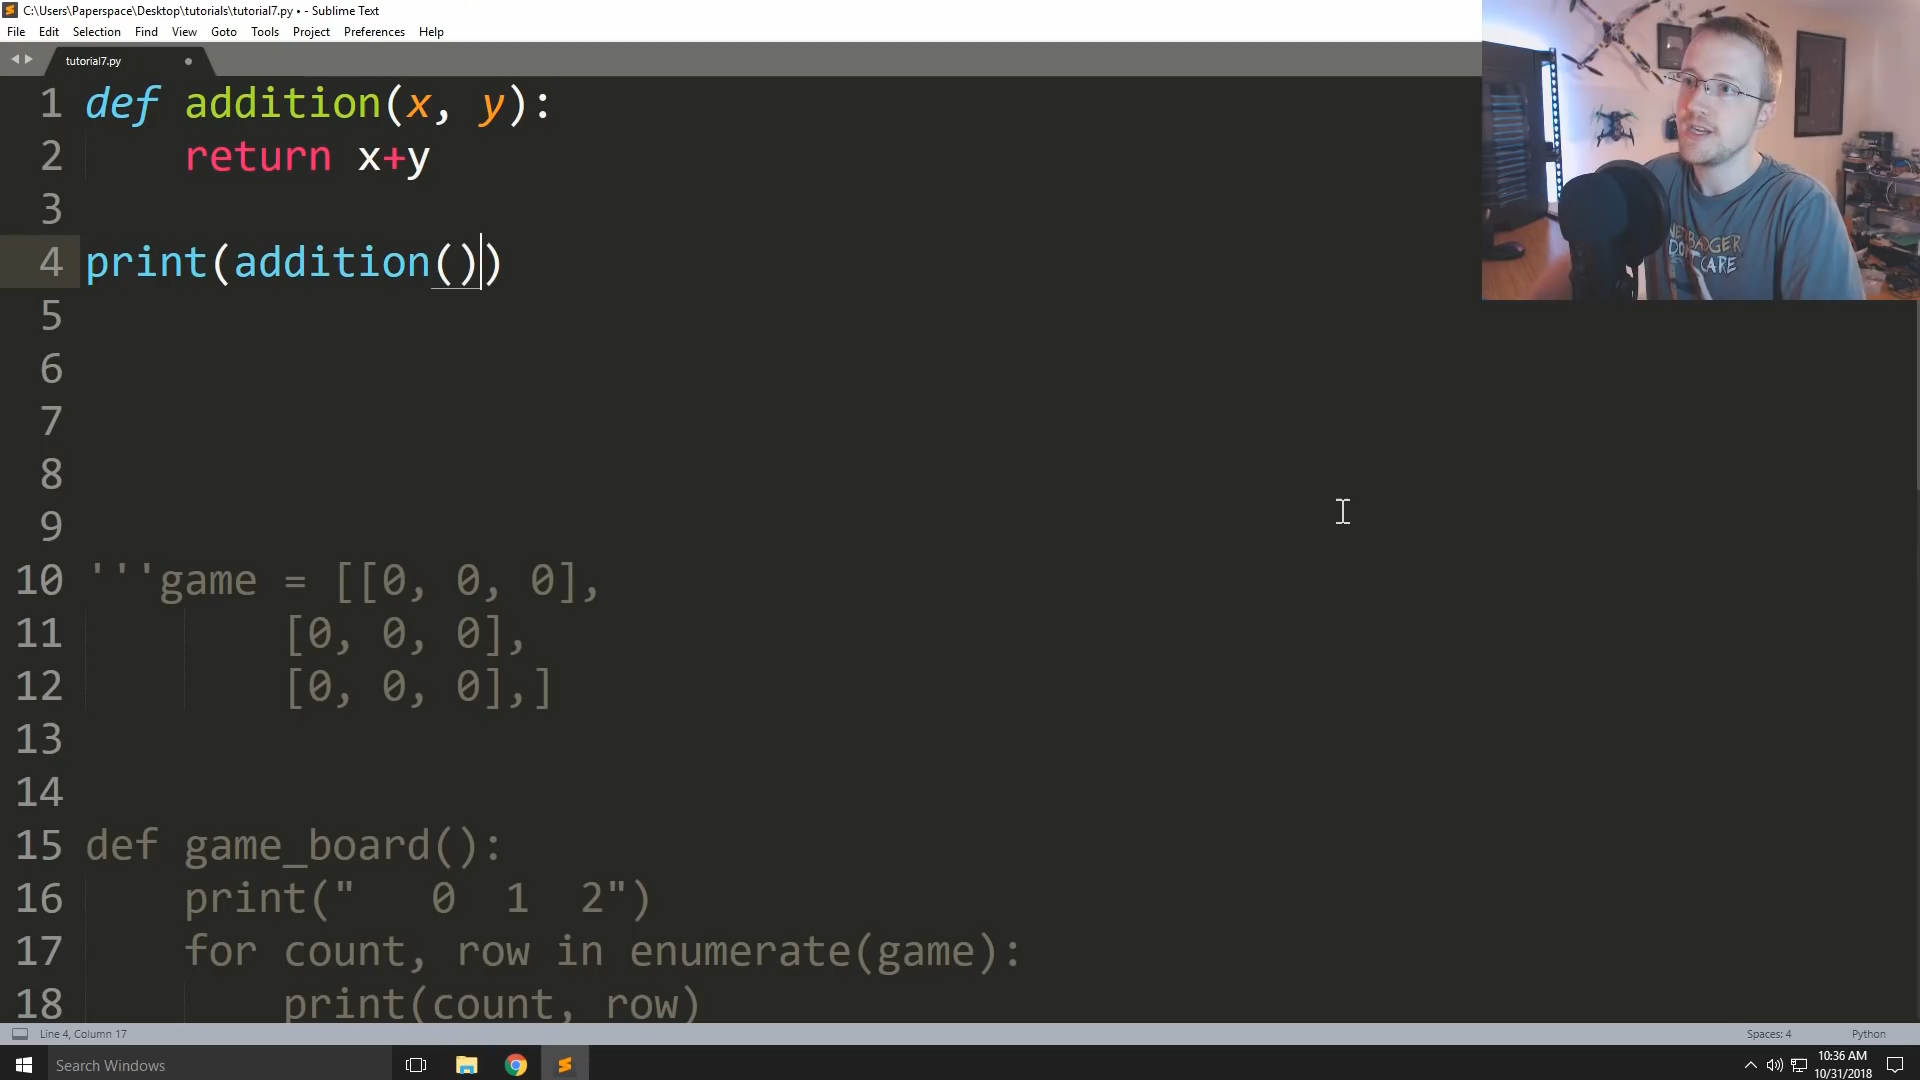 C:\Users\Paperspace\Desktop\tutorials\tutorial7.py • - Sublime Text
File Edit Selection Find View Goto Tools Project Preferences Help
tutorial7.py
1 def addition(x, y):
2 return x+y
3
4 print(addition())
5
6
7
8
9
10 '''game = [[0, 0, 0],
11 [0, 0, 0],
12 [0, 0, 0],]
13
14
15 def game_board():
16 print("   0  1  2")
17 for count, row in enumerate(game):
18 print(count, row)
Line 4, Column 17
Spaces: 4
Python
Search Windows
10:36 AM
10/31/2018